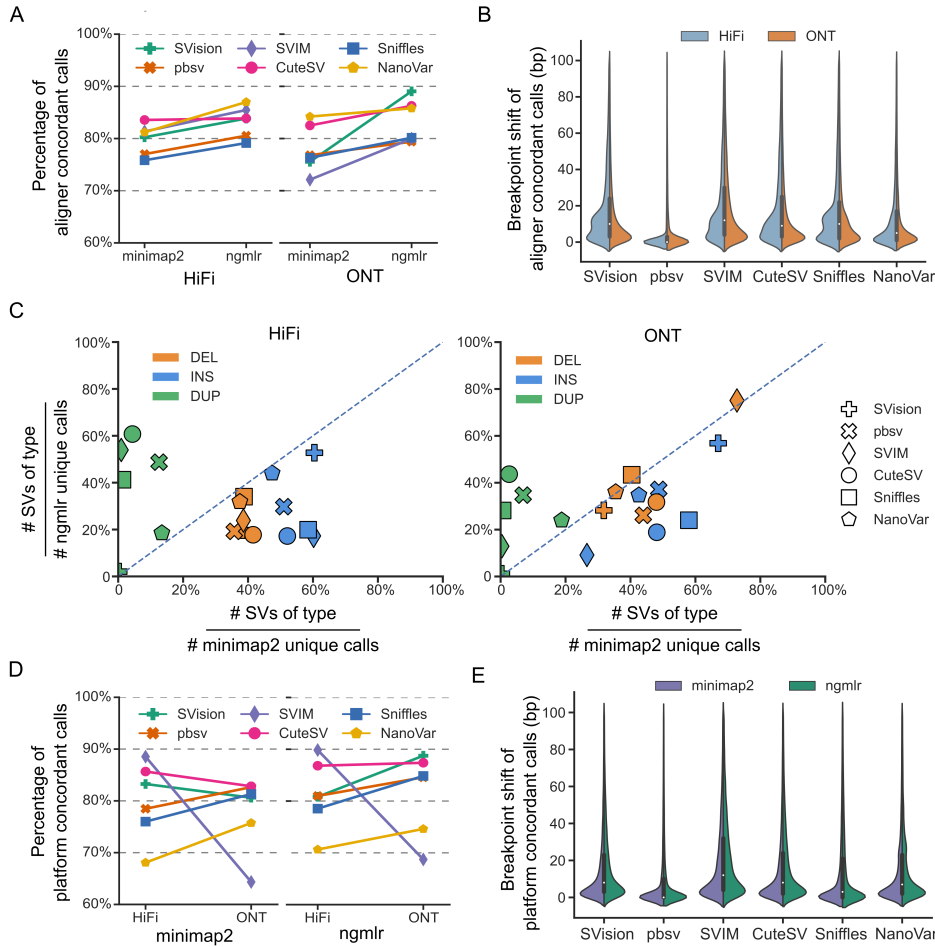 A
Percentage of
aligner concordant calls
100%
90%
80%
70%
60%
SVision
SVIM
Sniffles
pbsv
CuteSV
NanoVar
minimap2
ngmlr
minimap2
ngmlr
HiFi
ONT
B
HiFi
ONT
Breakpoint shift of
aligner concordant calls (bp)
100
80
60
40
20
0
SVision
pbsv
SVIM
CuteSV
Sniffles
NanoVar
C
HiFi
# SVs of type
# ngmlr unique calls
100%
80%
60%
40%
20%
0
DEL
INS
DUP
0
20%
40%
60%
80%
100%
# SVs of type
# minimap2 unique calls
ONT
100%
80%
60%
40%
20%
0
DEL
INS
DUP
0
20%
40%
60%
80%
100%
# SVs of type
# minimap2 unique calls
SVision
pbsv
SVIM
CuteSV
Sniffles
NanoVar
D
Percentage of
platform concordant calls
100%
90%
80%
70%
60%
SVision
SVIM
Sniffles
pbsv
CuteSV
NanoVar
HiFi
ONT
HiFi
ONT
minimap2
ngmlr
E
minimap2
ngmlr
Breakpoint shift of
platform concordant calls (bp)
100
80
60
40
20
0
SVision
pbsv
SVIM
CuteSV
Sniffles
NanoVar